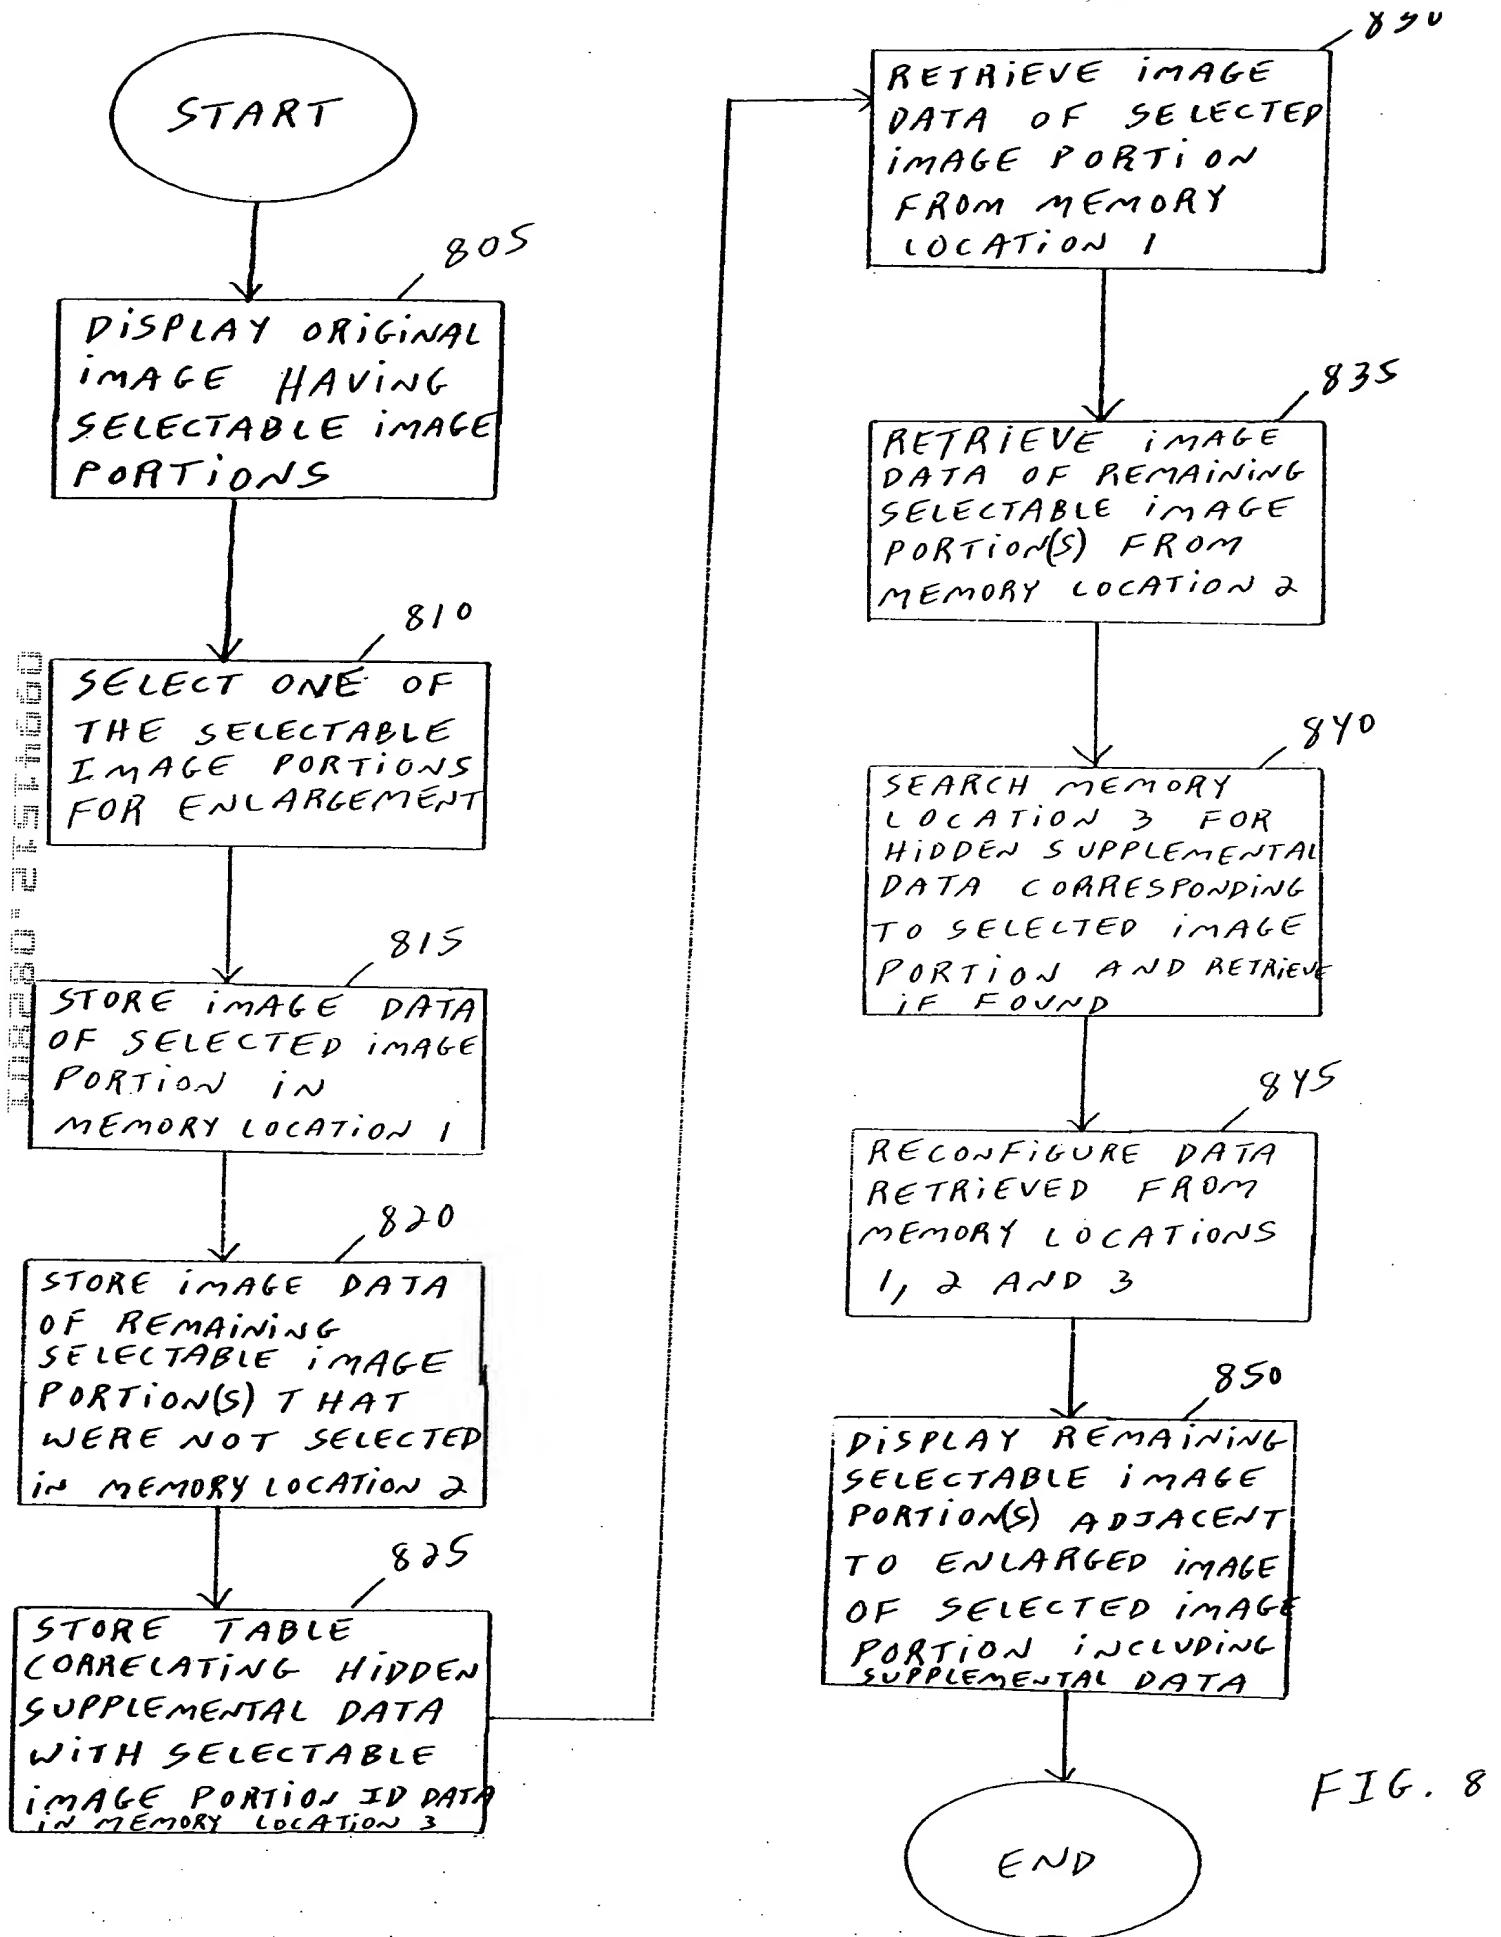 START
805
DISPLAY ORIGINAL
IMAGE HAVING
SELECTABLE IMAGE
PORTIONS
810
SELECT ONE OF
THE SELECTABLE
IMAGE PORTIONS
FOR ENLARGEMENT
815
STORE IMAGE DATA
OF SELECTED IMAGE
PORTION IN
MEMORY LOCATION 1
820
STORE IMAGE DATA
OF REMAINING
SELECTABLE IMAGE
PORTION(S) THAT
WERE NOT SELECTED
IN MEMORY LOCATION 2
825
STORE TABLE
CORRELATING HIDDEN
SUPPLEMENTAL DATA
WITH SELECTABLE
IMAGE PORTION ID DATA
IN MEMORY LOCATION 3
830
RETRIEVE IMAGE
DATA OF SELECTED
IMAGE PORTION
FROM MEMORY
LOCATION 1
835
RETRIEVE IMAGE
DATA OF REMAINING
SELECTABLE IMAGE
PORTION(S) FROM
MEMORY LOCATION 2
840
SEARCH MEMORY
LOCATION 3 FOR
HIDDEN SUPPLEMENTAL
DATA CORRESPONDING
TO SELECTED IMAGE
PORTION AND RETRIEVE
IF FOUND
845
RECONFIGURE DATA
RETRIEVED FROM
MEMORY LOCATIONS
1, 2 AND 3
850
DISPLAY REMAINING
SELECTABLE IMAGE
PORTION(S) ADJACENT
TO ENLARGED IMAGE
OF SELECTED IMAGE
PORTION INCLUDING
SUPPLEMENTAL DATA
END
FIG. 8